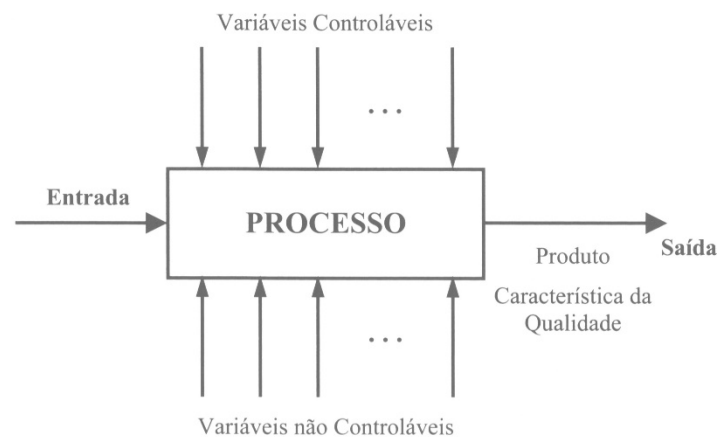 Variáveis Controláveis
...
Entrada
PROCESSO
Saída
Produto
Característica da
Qualidade
...
Variáveis não Controláveis